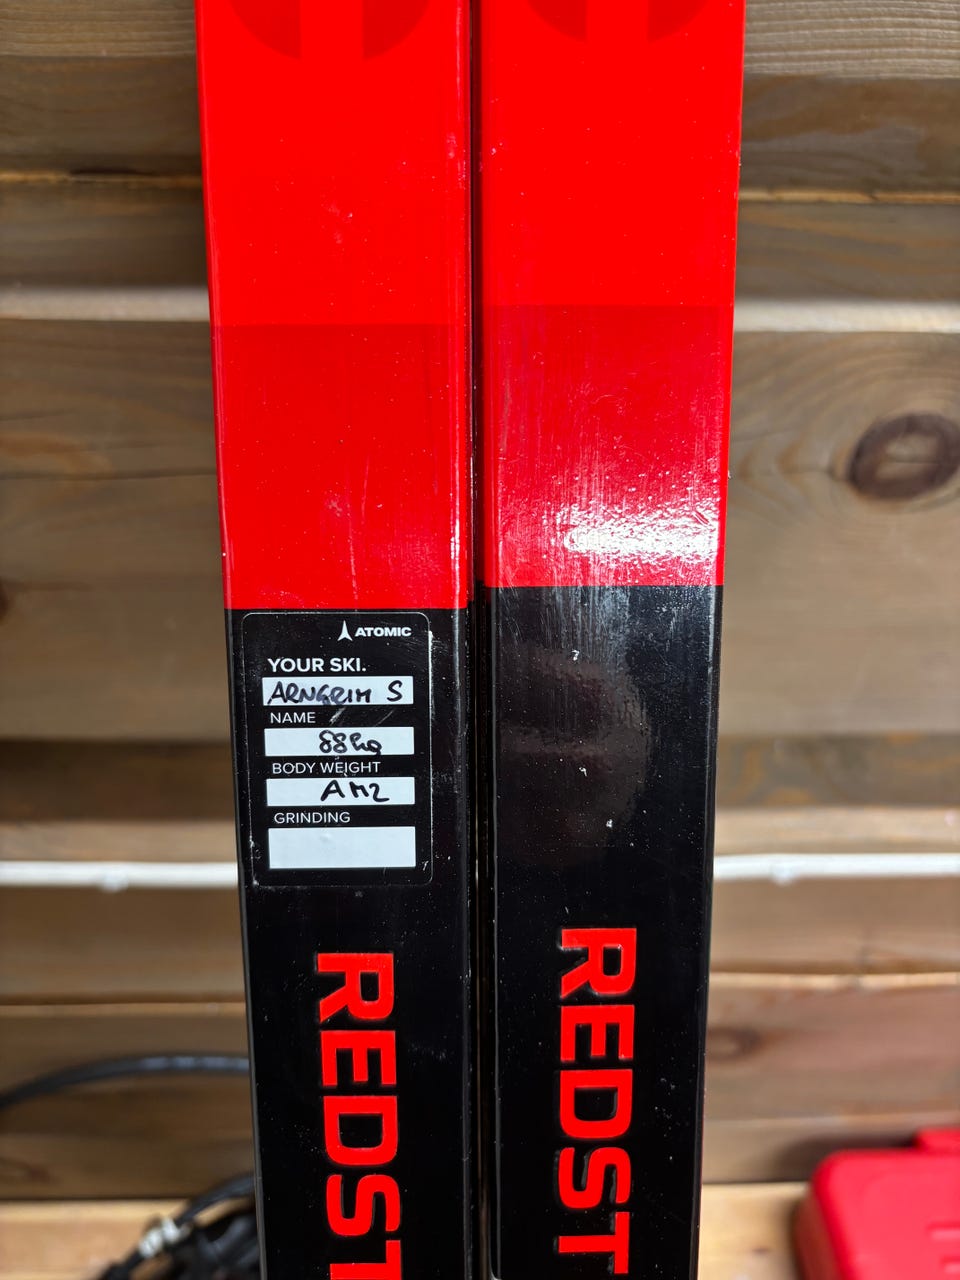 ATOMIC
YOUR SKI.
ARNGRIM S
NAME
88kg
BODY WEIGHT
AM2
GRINDING
REDST
REDST